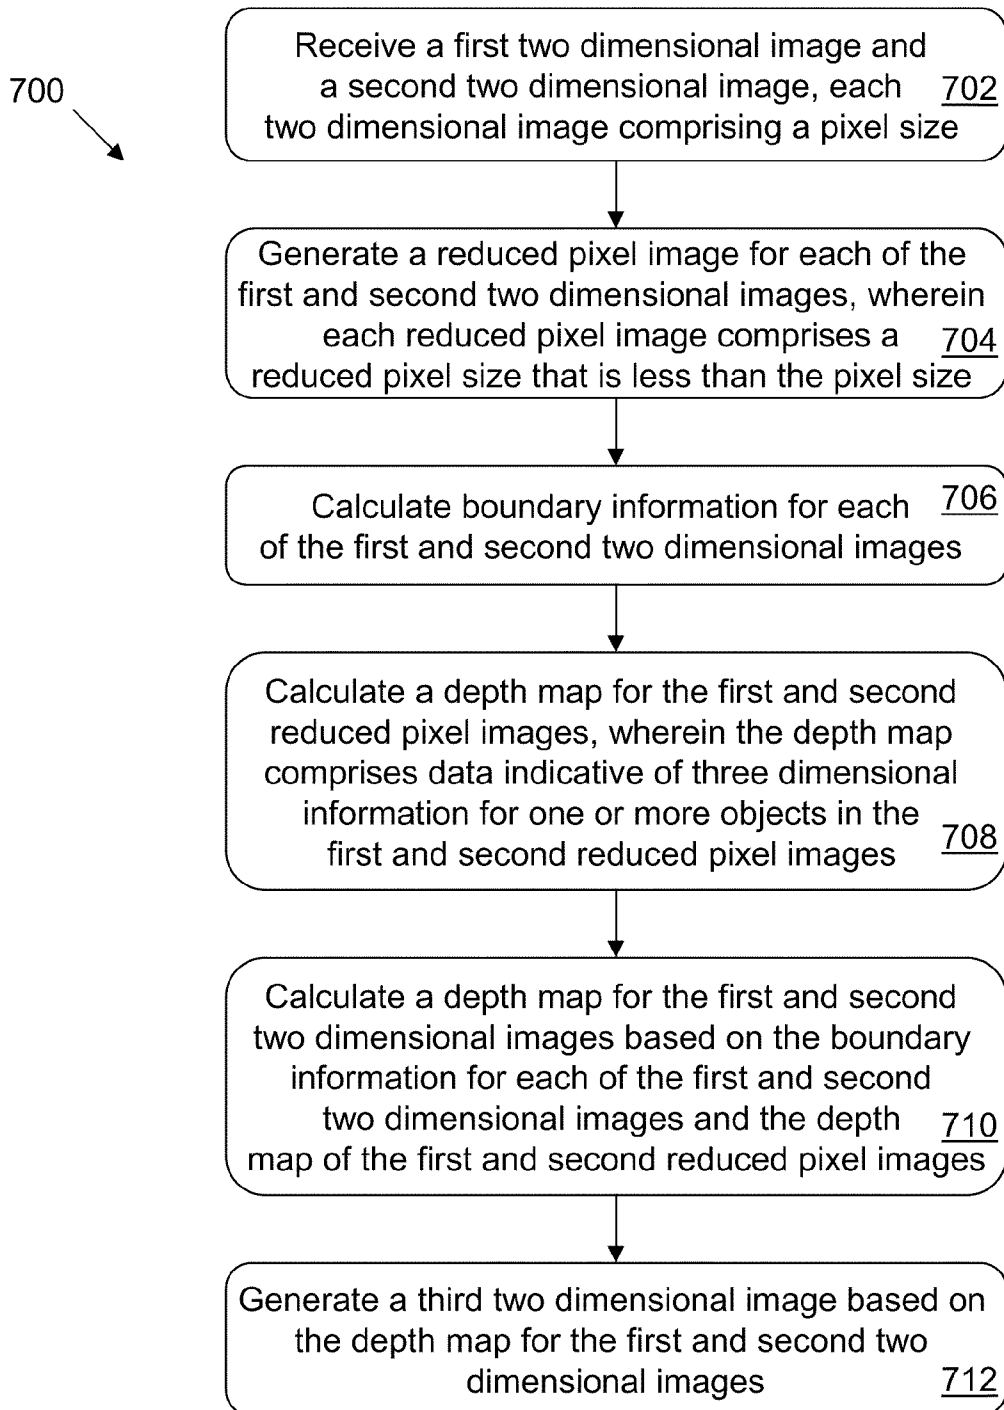 700
Receive a first two dimensional image and
a second two dimensional image, each 702
two dimensional image comprising a pixel size
Generate a reduced pixel image for each of the
first and second two dimensional images, wherein
each reduced pixel image comprises a 704
reduced pixel size that is less than the pixel size
Calculate boundary information for each 706
of the first and second two dimensional images
Calculate a depth map for the first and second
reduced pixel images, wherein the depth map
comprises data indicative of three dimensional
information for one or more objects in the
first and second reduced pixel images 708
Calculate a depth map for the first and second
two dimensional images based on the boundary
information for each of the first and second
two dimensional images and the depth 710
map of the first and second reduced pixel images
Generate a third two dimensional image based on
the depth map for the first and second two
dimensional images 712